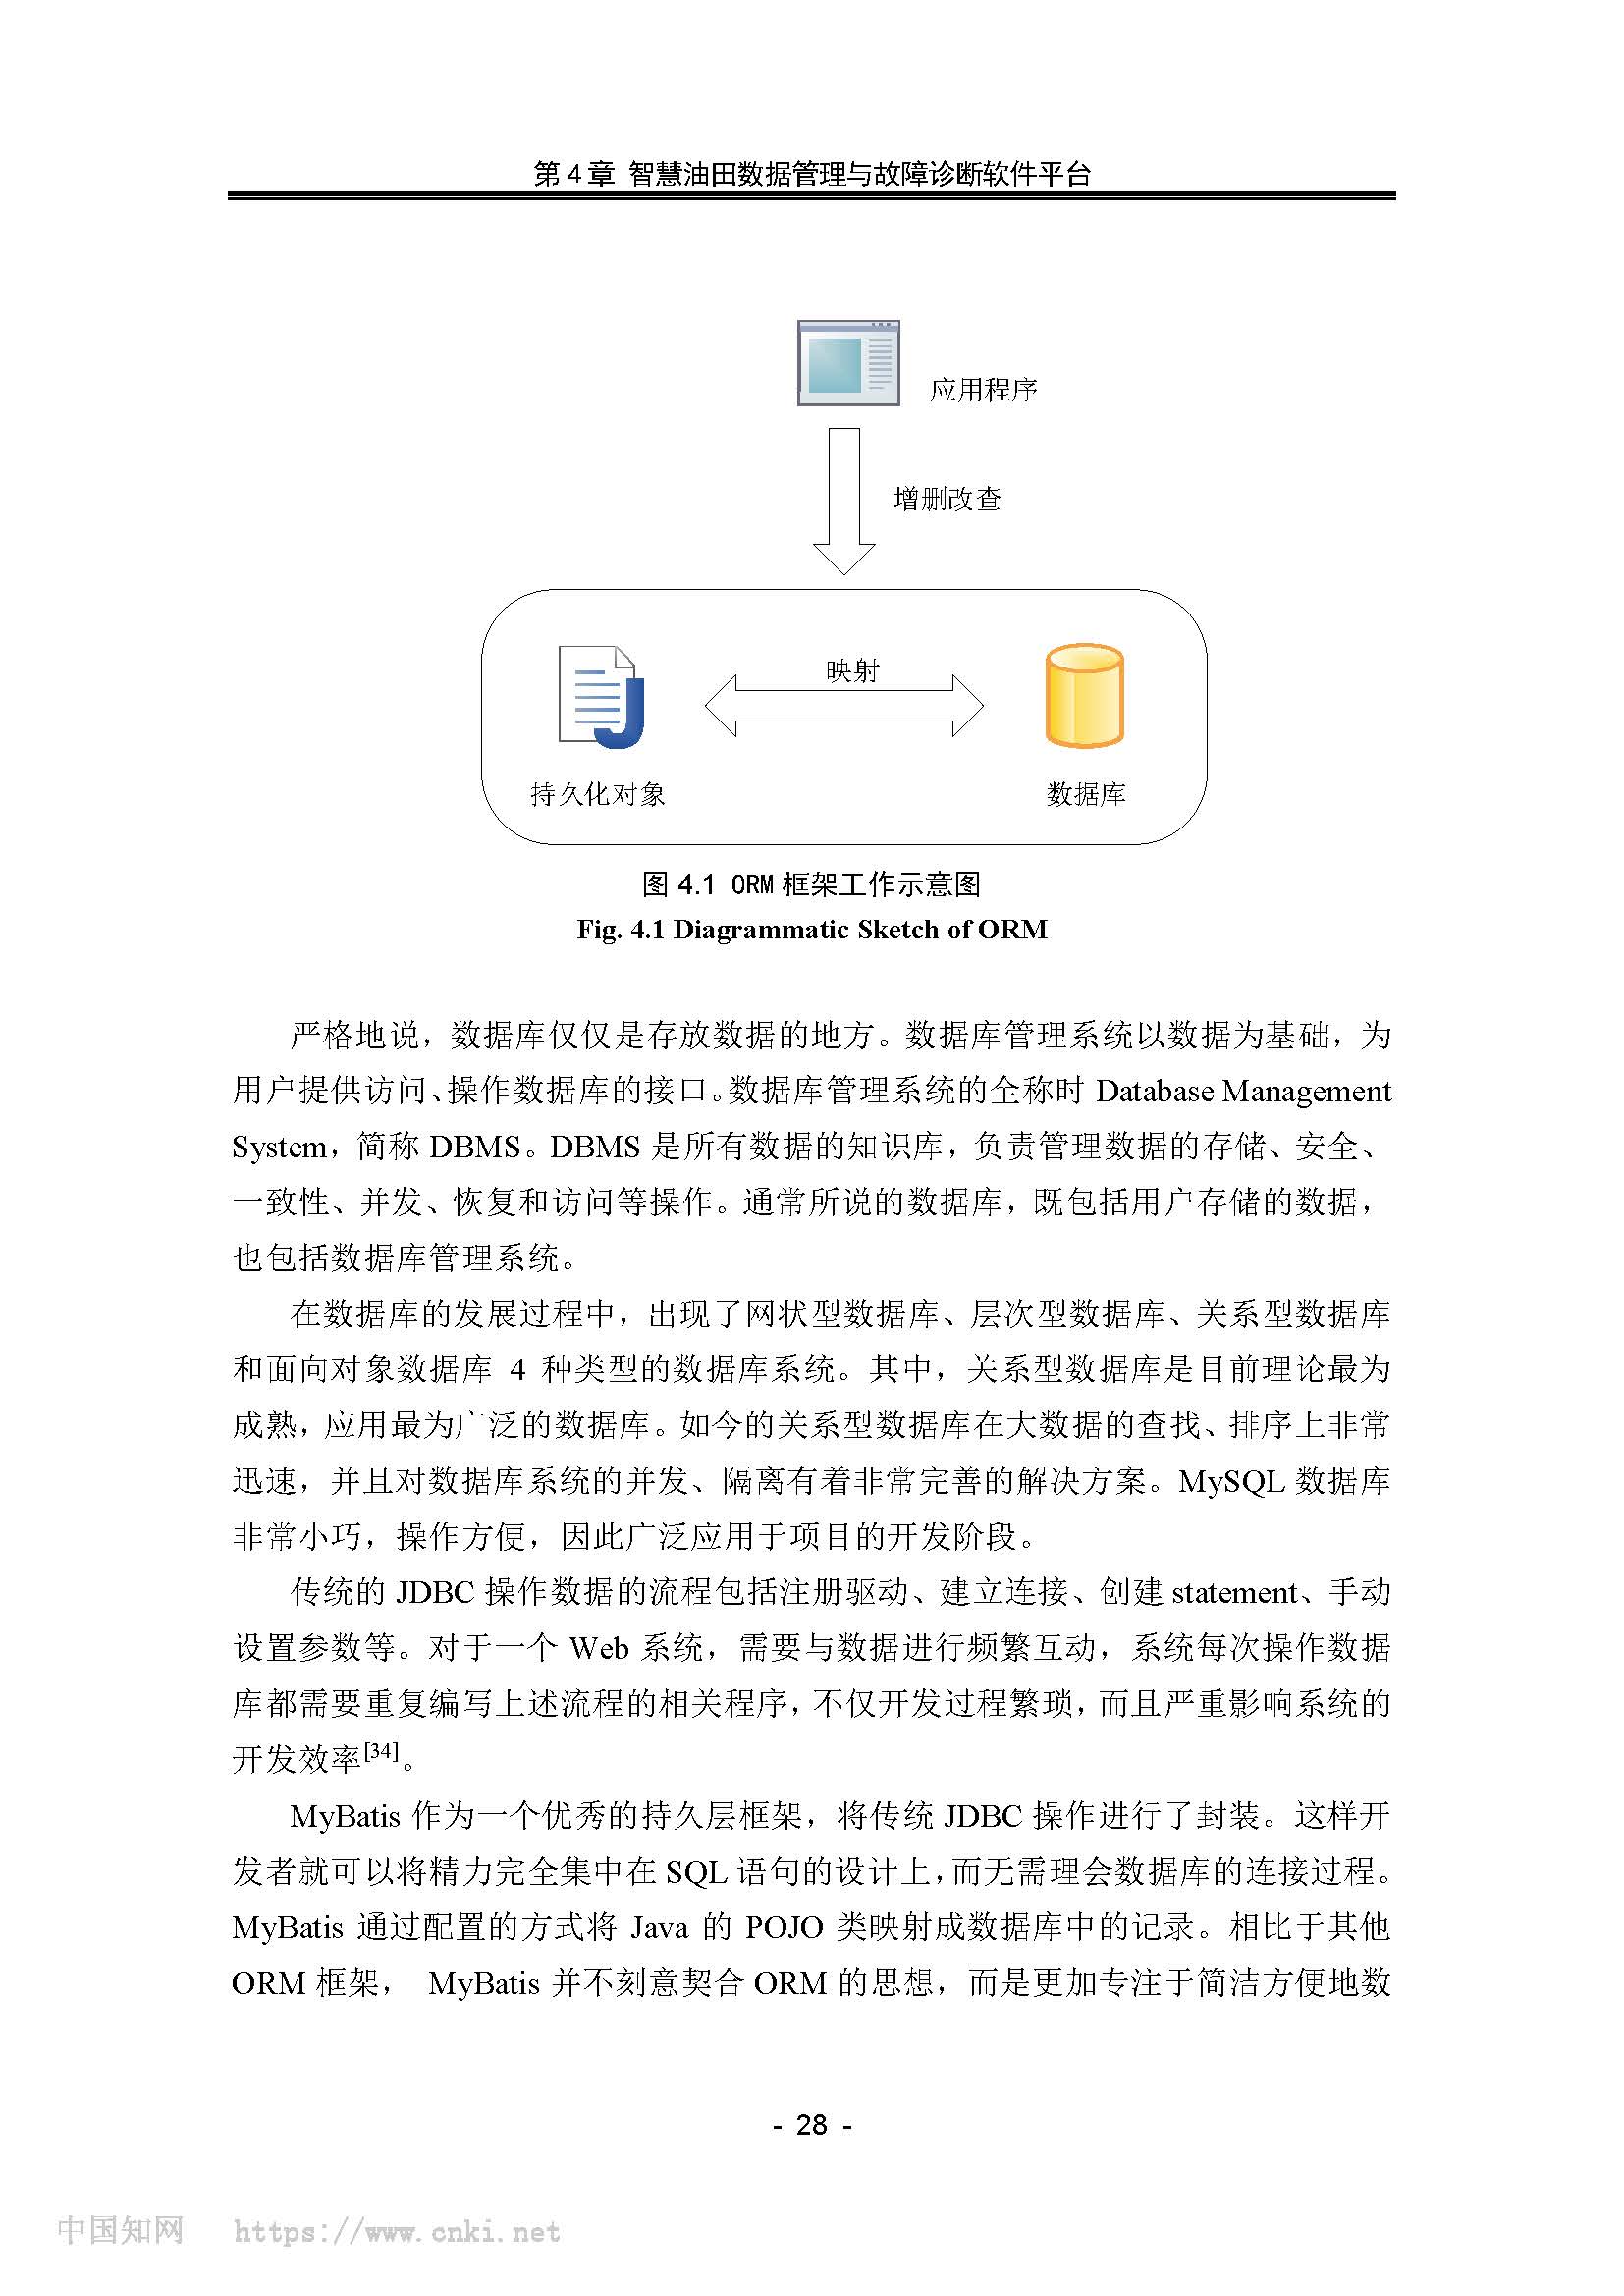 第 4 章 智慧油田数据管理与故障诊断软件平台
应用程序
增删改查
映射
持久化对象
数据库
图 4.1 ORM 框架工作示意图
Fig. 4.1 Diagrammatic Sketch of ORM
严格地说，数据库仅仅是存放数据的地方。数据库管理系统以数据为基础，为
用户提供访问、操作数据库的接口。数据库管理系统的全称时 Database Management
System，简称 DBMS。DBMS 是所有数据的知识库，负责管理数据的存储、安全、
一致性、并发、恢复和访问等操作。通常所说的数据库，既包括用户存储的数据，
也包括数据库管理系统。
在数据库的发展过程中，出现了网状型数据库、层次型数据库、关系型数据库
和面向对象数据库 4 种类型的数据库系统。其中，关系型数据库是目前理论最为
成熟，应用最为广泛的数据库。如今的关系型数据库在大数据的查找、排序上非常
迅速，并且对数据库系统的并发、隔离有着非常完善的解决方案。MySQL 数据库
非常小巧，操作方便，因此广泛应用于项目的开发阶段。
传统的 JDBC 操作数据的流程包括注册驱动、建立连接、创建 statement、手动
设置参数等。对于一个 Web 系统，需要与数据进行频繁互动，系统每次操作数据
库都需要重复编写上述流程的相关程序，不仅开发过程繁琐，而且严重影响系统的
开发效率[34]。
MyBatis 作为一个优秀的持久层框架，将传统 JDBC 操作进行了封装。这样开
发者就可以将精力完全集中在 SQL 语句的设计上，而无需理会数据库的连接过程。
MyBatis 通过配置的方式将 Java 的 POJO 类映射成数据库中的记录。相比于其他
ORM 框架， MyBatis 并不刻意契合 ORM 的思想，而是更加专注于简洁方便地数
- 28 -
中国知网 https://www.cnki.net